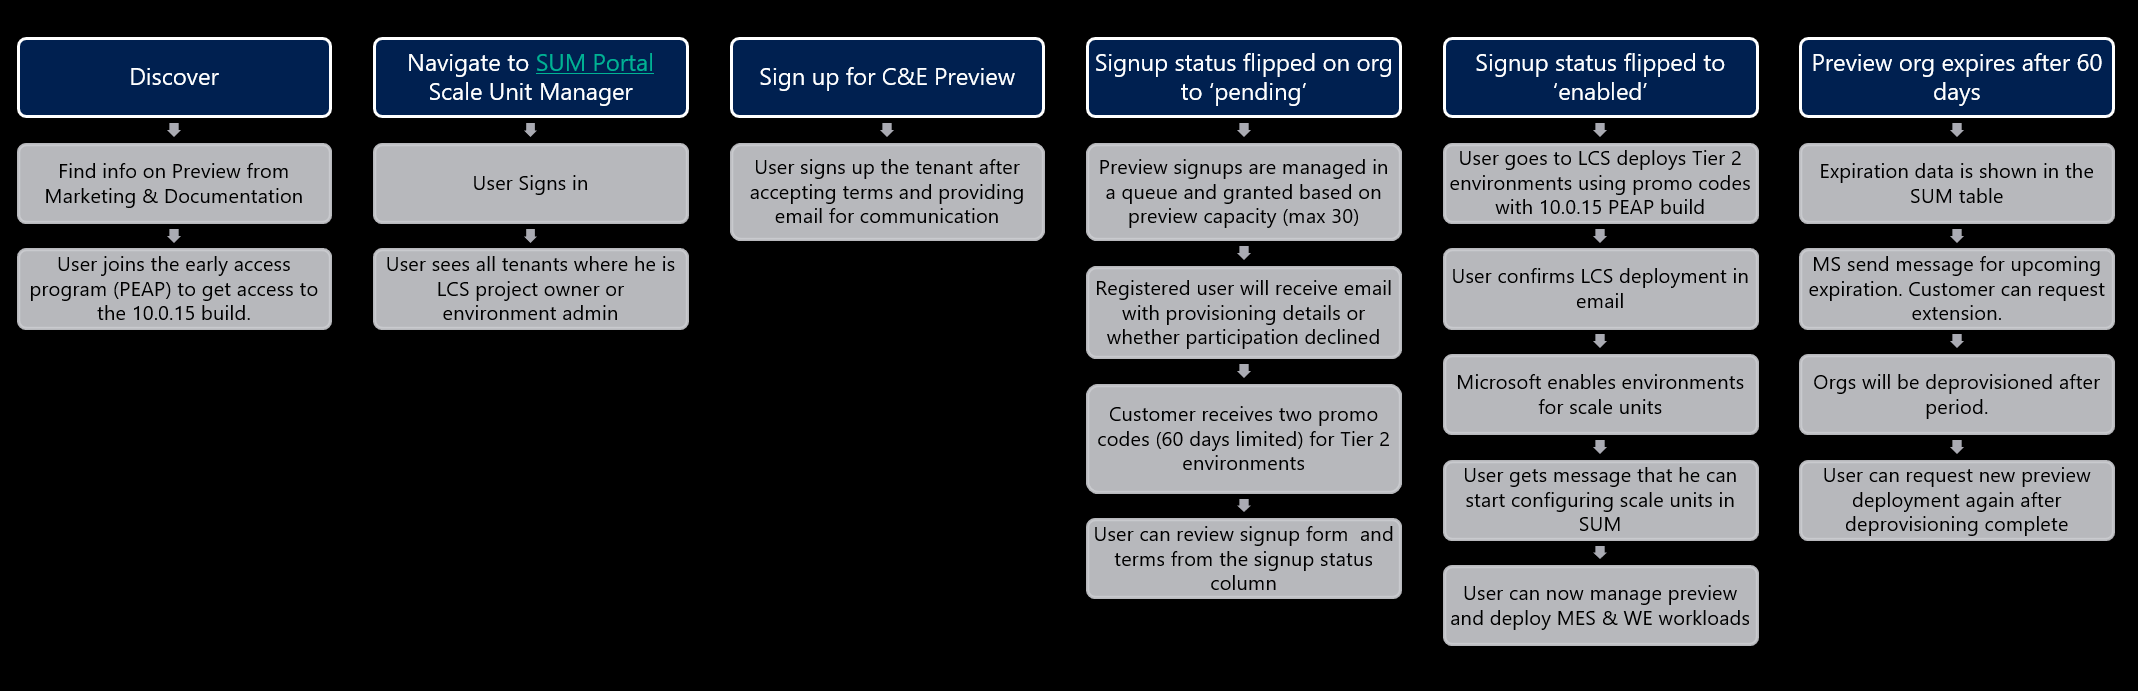 Discover
Find info on Preview from
Marketing & Documentation
User joins the early access
program (PEAP) to get access to
the 10.0.15 build.
Navigate to SUM Portal
Scale Unit Manager
User Signs in
User sees all tenants where he is
LCS project owner or
environment admin
Sign up for C&E Preview
User signs up the tenant after
accepting terms and providing
email for communication
Signup status flipped on org
to ‘pending’
Preview signups are managed in
a queue and granted based on
preview capacity (max 30)
Registered user will receive email
with provisioning details or
whether participation declined
Customer receives two promo
codes (60 days limited) for Tier 2
environments
User can review signup form  and
terms from the signup status
column
Signup status flipped to
‘enabled’
User goes to LCS deploys Tier 2
environments using promo codes
with 10.0.15 PEAP build
User confirms LCS deployment in
email
Microsoft enables environments
for scale units
User gets message that he can
start configuring scale units in
SUM
User can now manage preview
and deploy MES & WE workloads
Preview org expires after 60
days
Expiration data is shown in the
SUM table
MS send message for upcoming
expiration. Customer can request
extension.
Orgs will be deprovisioned after
period.
User can request new preview
deployment again after
deprovisioning complete